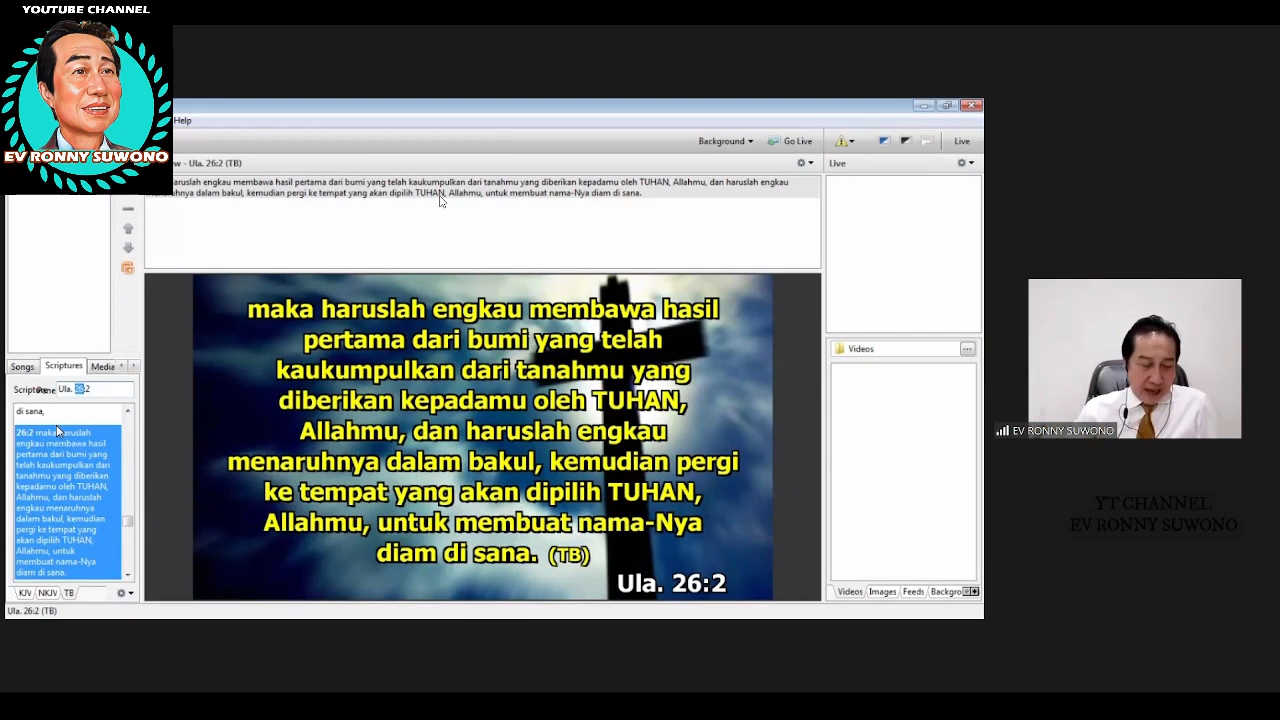 YOUTUBE CHANNEL
EV RONNY SUWONO
Help
Background
Go Live
Live
- Ula. 26:2 (TB)
Live
engkau membawa hasil pertama dari bumi yang telah kaukumpulkan dari tanahmu yang diberikan kepadamu oleh TUHAN, Allahmu, dan haruslah engkau
dalam bakul, kemudian pergi ke tempat yang akan dipilih TUHAN, Allahmu, untuk membuat nama-Nya diam di sana.
maka haruslah engkau membawa hasil
pertama dari bumi yang telah
kaukumpulkan dari tanahmu yang
diberikan kepadamu oleh TUHAN,
Allahmu, dan haruslah engkau
menaruhnya dalam bakul, kemudian pergi
ke tempat yang akan dipilih TUHAN,
Allahmu, untuk membuat nama-Nya
diam di sana. (TB)
Ula. 26:2
Songs
Scriptures
Media
Ula. 26:2
di sana,
26:2 maka haruslah
engkau membawa hasil
pertama dari bumi yang
telah kaukumpulkan dari
tanahmu yang diberikan
kepadamu oleh TUHAN,
Allahmu, dan haruslah
engkau menaruhnya
dalam bakul, kemudian
pergi ke tempat yang
akan dipilih TUHAN,
Allahmu, untuk
membuat nama-Nya
diam di sana.
KJV NKJV TB
Ula. 26:2 (TB)
Videos
Videos Images Feeds Backgro
EV RONNY SUWONO
YT CHANNEL
EV RONNY SUWONO